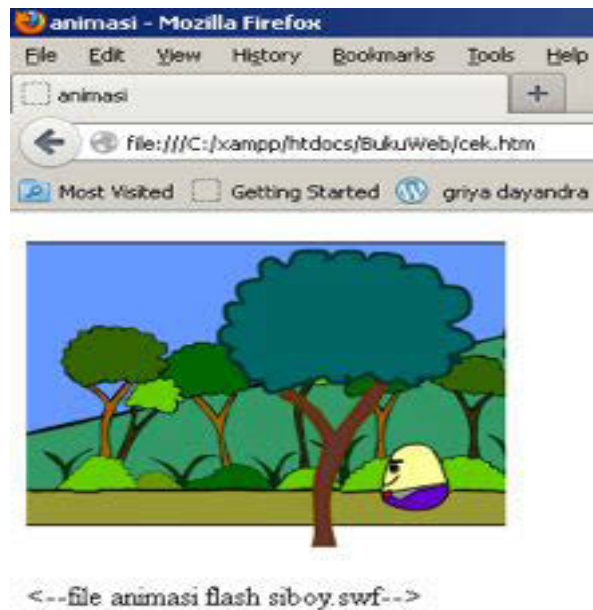 animasi - Mozilla Firefox
File Edit View History Bookmarks Tools Help
animasi
file:///C:/xampp/htdocs/BukuWeb/cek.htm
Most Visited Getting Started griya dayandra
<--file animasi flash siboy.swf-->